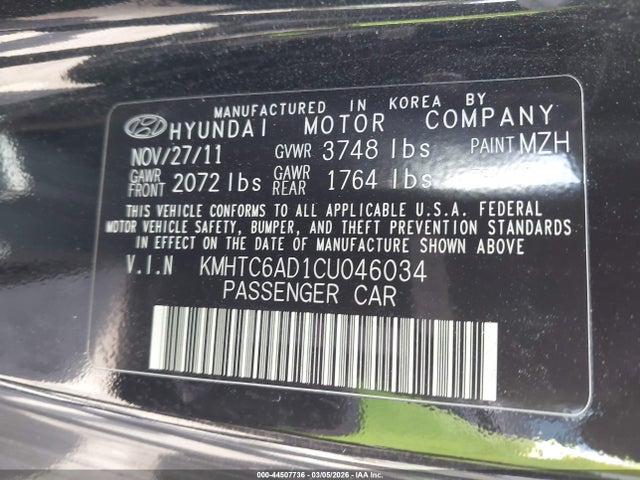 MANUFACTURED IN KOREA BY
HYUNDAI MOTOR COMPANY
NOV/27/11 GVWR 3748 lbs PAINT MZH
GAWR FRONT 2072 lbs GAWR REAR 1764 lbs
THIS VEHICLE CONFORMS TO ALL APPLICABLE U.S.A. FEDERAL
MOTOR VEHICLE SAFETY, BUMPER, AND THEFT PREVENTION STANDARDS
IN EFFECT ON THE DATE OF MANUFACTURE SHOWN ABOVE
V.I.N KMHTC6AD1CU046034
PASSENGER CAR
000-44507736 - 03/05/2026 - IAAI.COM